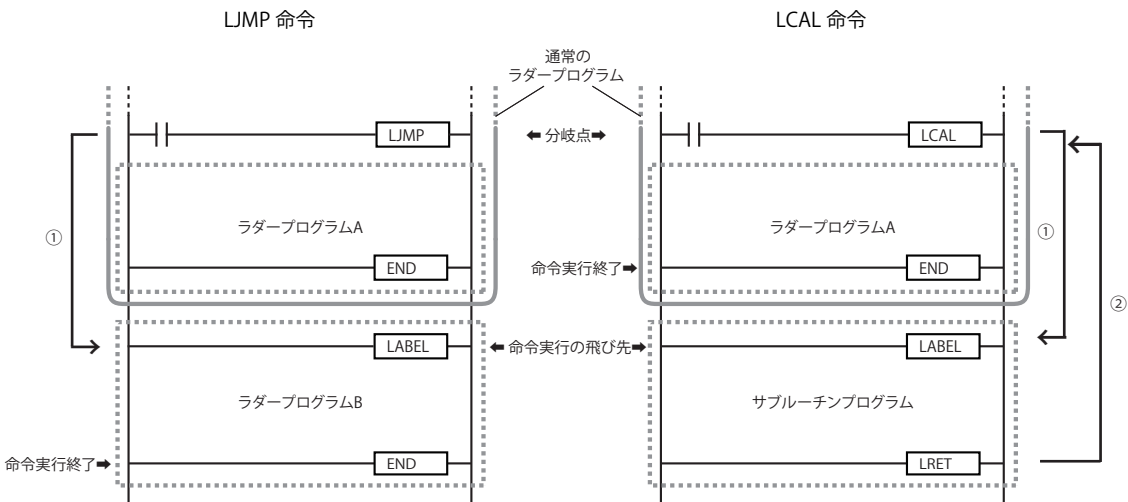 LJMP 命令
LCAL 命令
通常の
ラダープログラム
LJMP
⬅ 分岐点➡
LCAL
ラダープログラムA
ラダープログラムA
①
①
END
命令実行終了➡
END
②
LABEL
⬅ 命令実行の飛び先➡
LABEL
ラダープログラムB
サブルーチンプログラム
命令実行終了➡
END
LRET